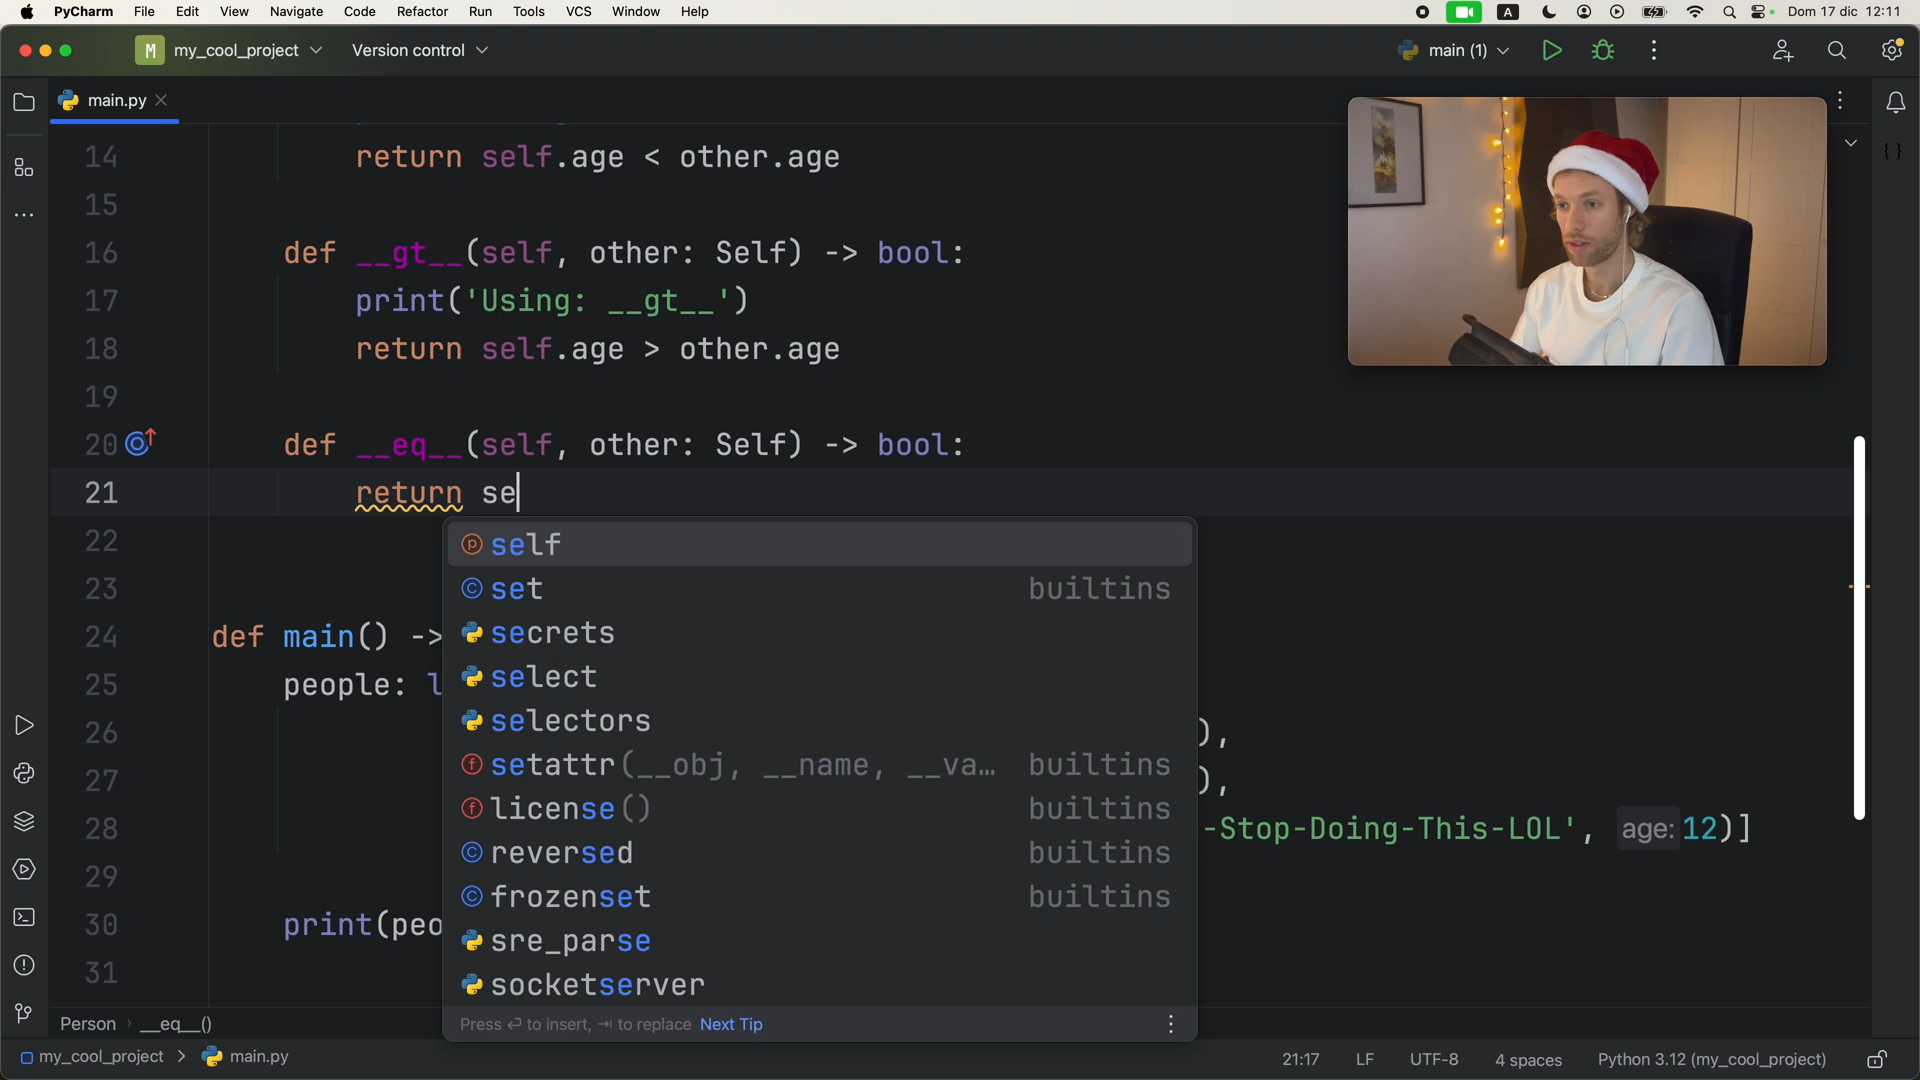 PyCharm File Edit View Navigate Code Refactor Run Tools VCS Window Help A Dom 17 dic 12:11
M my_cool_project Version control main (1)
main.py
14 return self.age < other.age
15
16 def __gt__(self, other: Self) -> bool:
17 print('Using: __gt__')
18 return self.age > other.age
19
20 def __eq__(self, other: Self) -> bool:
21 return se
self
22
set builtins
23
secrets
24 def main() ->
select
25 people: l
selectors
26 ),
setattr(__obj, __name, __va… builtins
27 ),
license() builtins
28 -Stop-Doing-This-LOL', age: 12)]
reversed builtins
29
frozenset builtins
30 print(peo
sre_parse
31
socketserver
Press ↵ to insert, ⇥ to replace Next Tip
Person › __eq__()
my_cool_project > main.py 21:17 LF UTF-8 4 spaces Python 3.12 (my_cool_project)